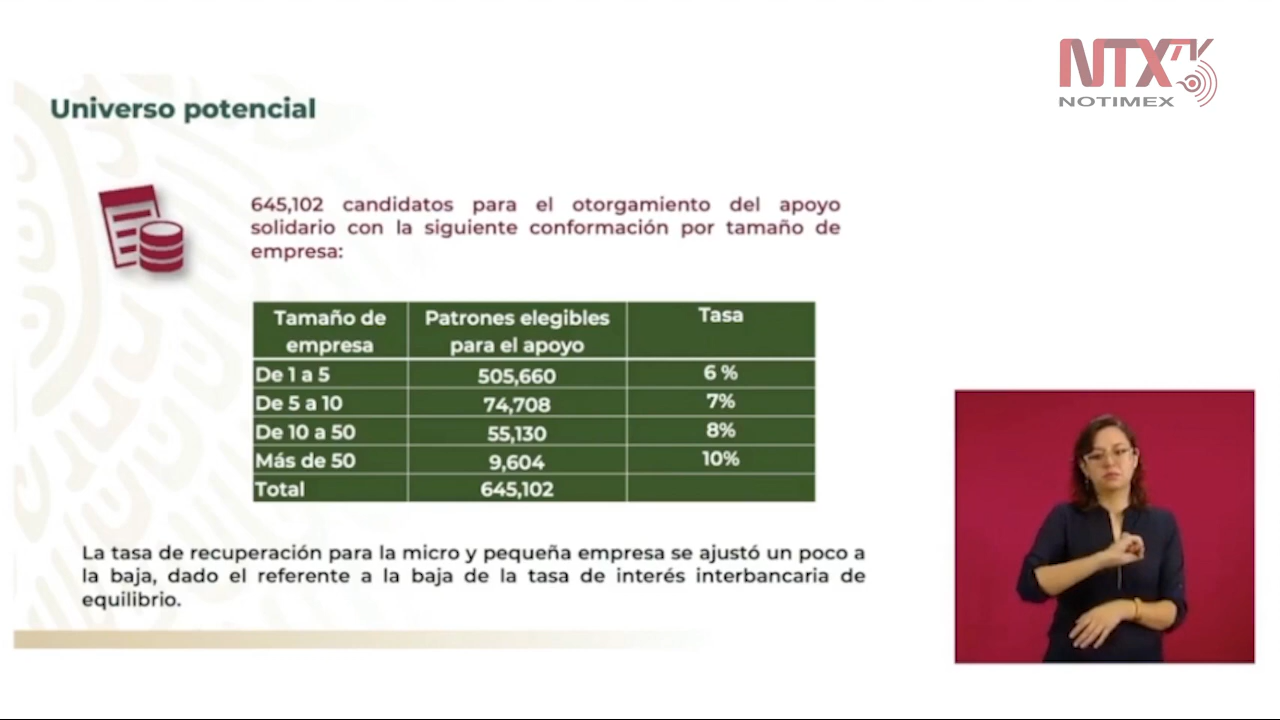 NTX
NOTIMEX
Universo potencial
645,102 candidatos para el otorgamiento del apoyo
solidario con la siguiente conformación por tamaño de
empresa:
Tamaño de empresa Patrones elegibles para el apoyo Tasa
De 1 a 5 505,660 6 %
De 5 a 10 74,708 7%
De 10 a 50 55,130 8%
Más de 50 9,604 10%
Total 645,102
La tasa de recuperación para la micro y pequeña empresa se ajustó un poco a
la baja, dado el referente a la baja de la tasa de interés interbancaria de
equilibrio.